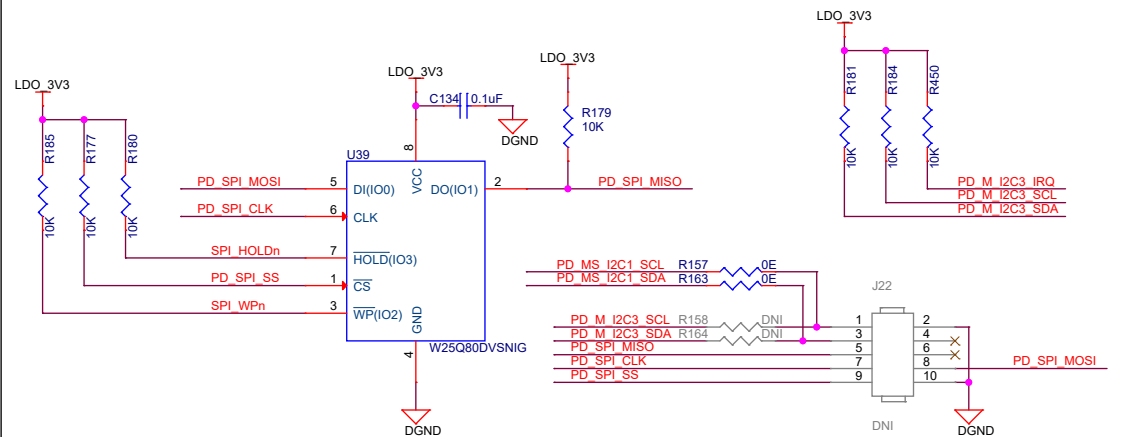 LDO_3V3
R185
R177
R180
10K
10K
10K
LDO_3V3
C134
0.1uF
DGND
LDO_3V3
R179
10K
LDO_3V3
R181
R184
R450
10K
10K
10K
PD_M_I2C3_IRQ
PD_M_I2C3_SCL
PD_M_I2C3_SDA
U39
8
VCC
PD_SPI_MOSI
5
DI(IO0)
DO(IO1)
2
PD_SPI_MISO
PD_SPI_CLK
6
CLK
SPI_HOLDn
7
HOLD(IO3)
PD_SPI_SS
1
CS
SPI_WPn
3
WP(IO2)
GND
4
W25Q80DVSNIG
DGND
PD_MS_I2C1_SCL
R157
0E
PD_MS_I2C1_SDA
R163
0E
J22
PD_M_I2C3_SCL
R158
DNI
1
2
PD_M_I2C3_SDA
R164
DNI
3
4
PD_SPI_MISO
5
6
PD_SPI_CLK
7
8
PD_SPI_MOSI
PD_SPI_SS
9
10
DNI
DGND